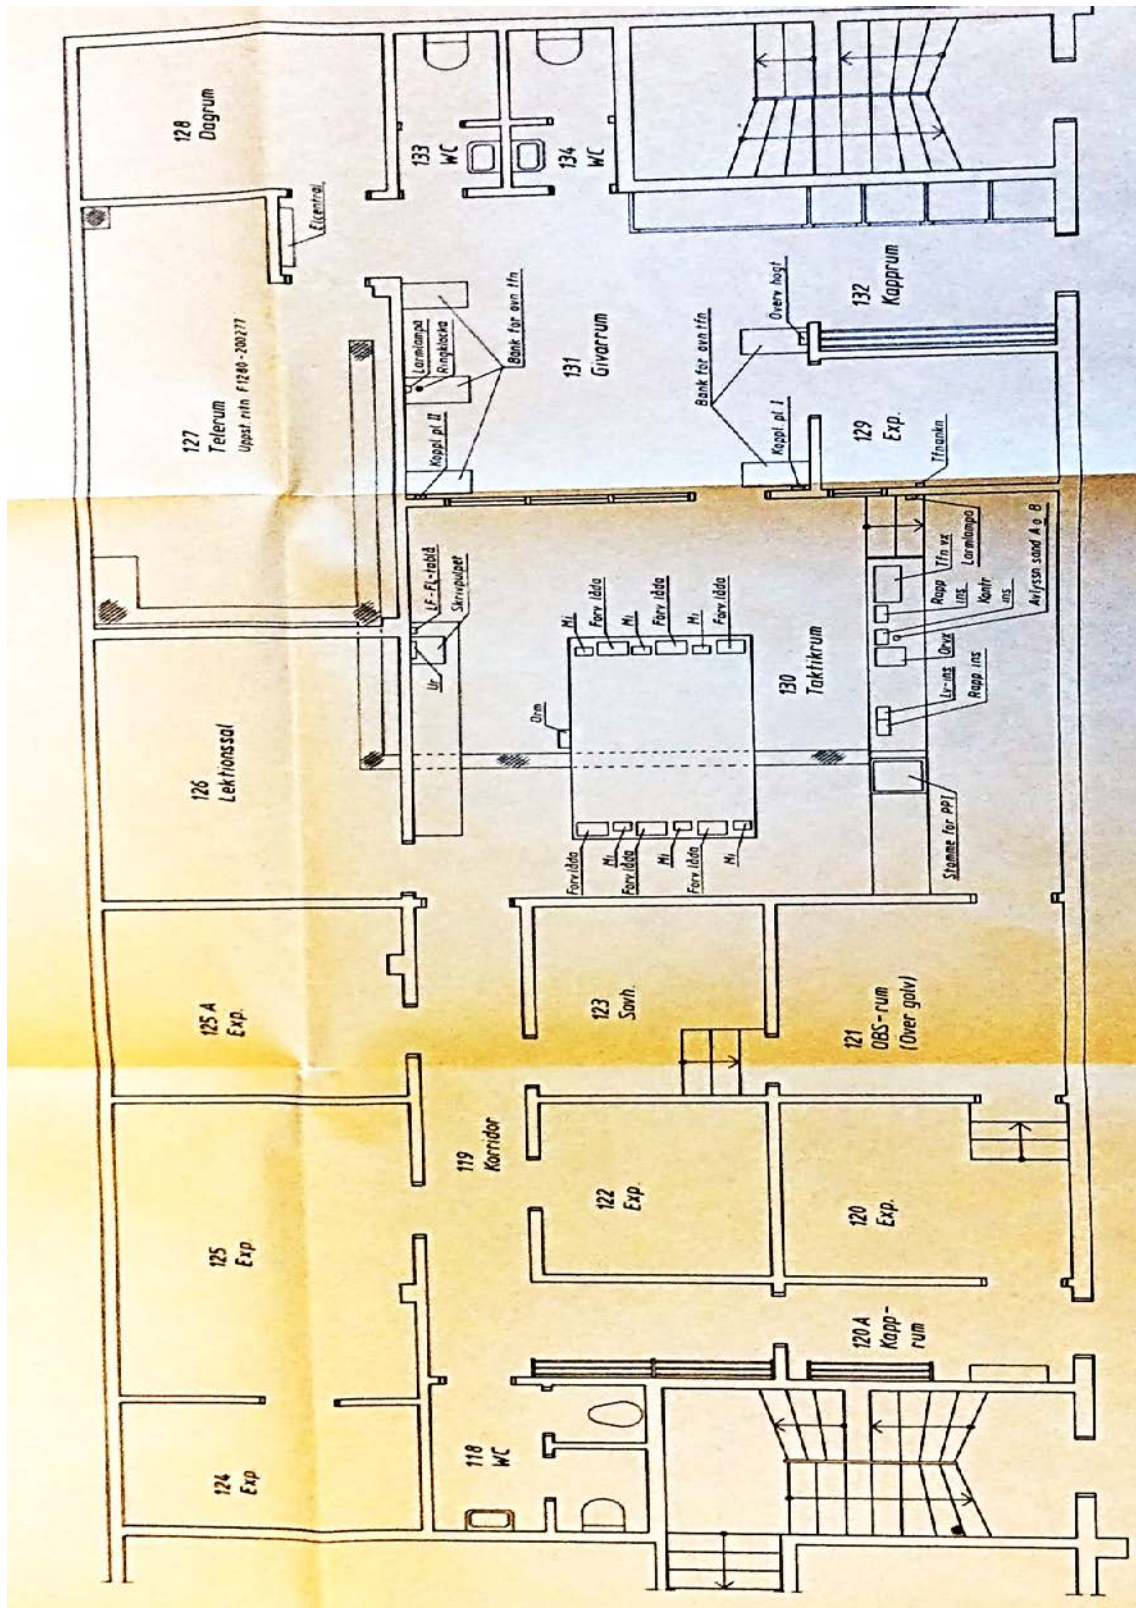 128
Dagrum
133
WC
134
WC
Elcentral.
127
Telerum
Uppst. ritn F1280-200277
Larmlampa
Ringklocka
Bänk för övn tfn
Koppl. pl. II
131
Givarrum
Bänk för övn tfn
Överv högt
Koppl. pl. I
132
Kapprum
129
Exp.
Tfnankn
126
Lektionssal
LF-FL-tablå
Skrivpulpet
Ur
Mi
Förv. låda
Mi
Förv låda
Mi
Förv. låda
Orm
130
Taktikrum
Förv. låda
Mi
Förv. låda
Mi
Förv. låda
Mi
Larmlampa
Tfn vx
Rapp
ins
Kontr
ins
Avlyssn sänd A o B
Orvx
Lv-ins
Rapp ins
Stomme för PPI
125 A
Exp.
123
Sovh.
121
OBS-rum
(Över golv)
119
Korridor
125
Exp.
122
Exp.
120
Exp.
120 A
Kapp-
rum
124
Exp.
118
WC